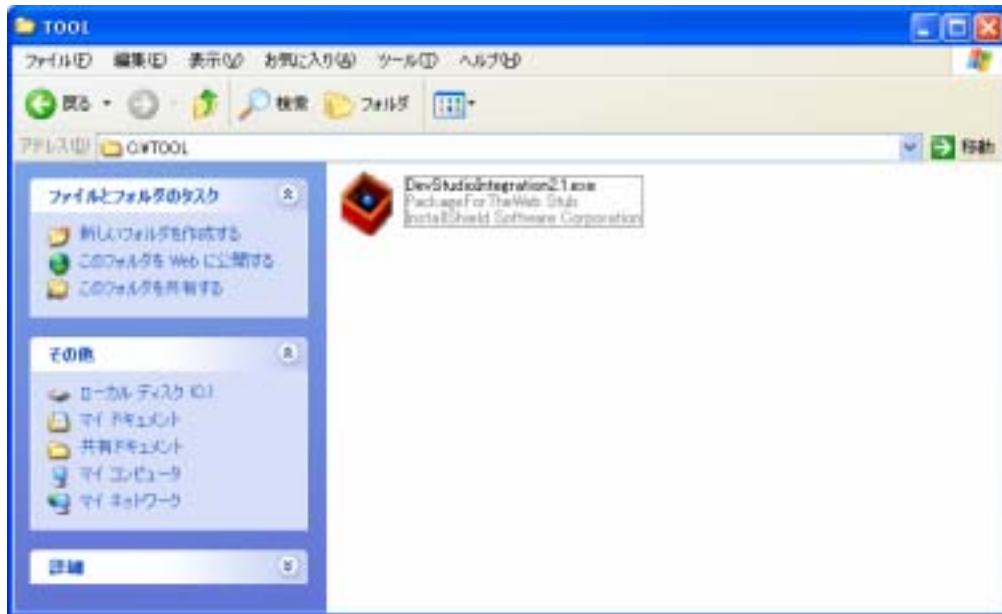 TOOL
ファイル(F) 編集(E) 表示(V) お気に入り(A) ツール(T) ヘルプ(H)
戻る 検索 フォルダ
アドレス(D) C:¥TOOL 移動
ファイルとフォルダのタスク
新しいフォルダを作成する
このフォルダを Web に公開する
このフォルダを共有する
その他
ローカル ディスク (C:)
マイ ドキュメント
共有ドキュメント
マイ コンピュータ
マイ ネットワーク
詳細
DevStudioIntegration2.1.exe
PackageForTheWeb Stub
InstallShield Software Corporation